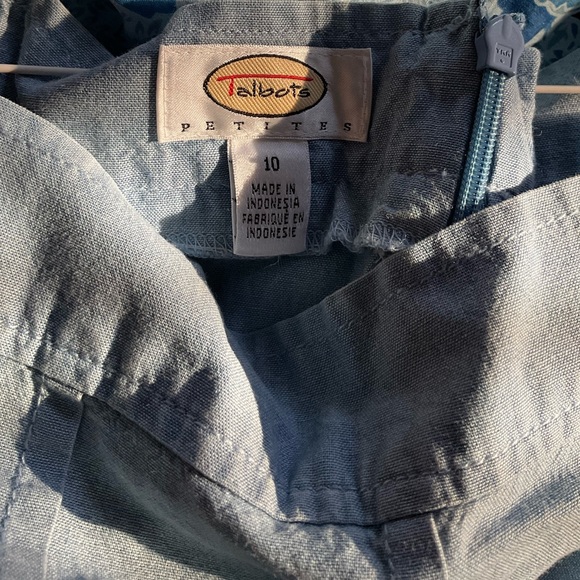 Talbots
PETITES
10
MADE IN
INDONESIA
FABRIQUÉ EN
INDONESIE